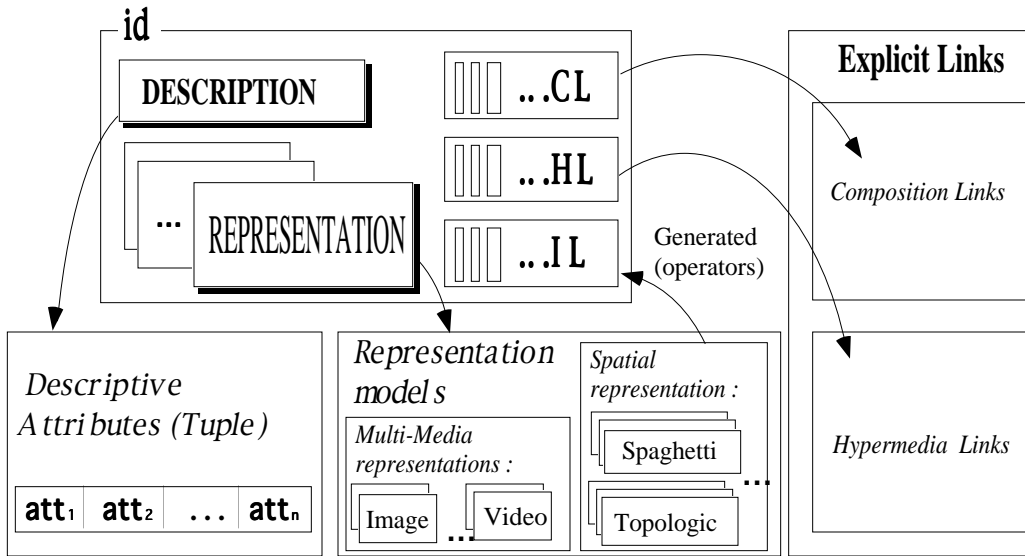 id
DESCRIPTION
...
REPRESENTATION
...CL
...HL
...IL
Generated
(operators)
Explicit Links
Composition Links
Hypermedia Links
Descriptive
Attributes (Tuple)
att1 att2 ... attn
Representation
models
Multi-Media
representations :
Image
...
Video
Spatial
representation :
Spaghetti
...
Topologic